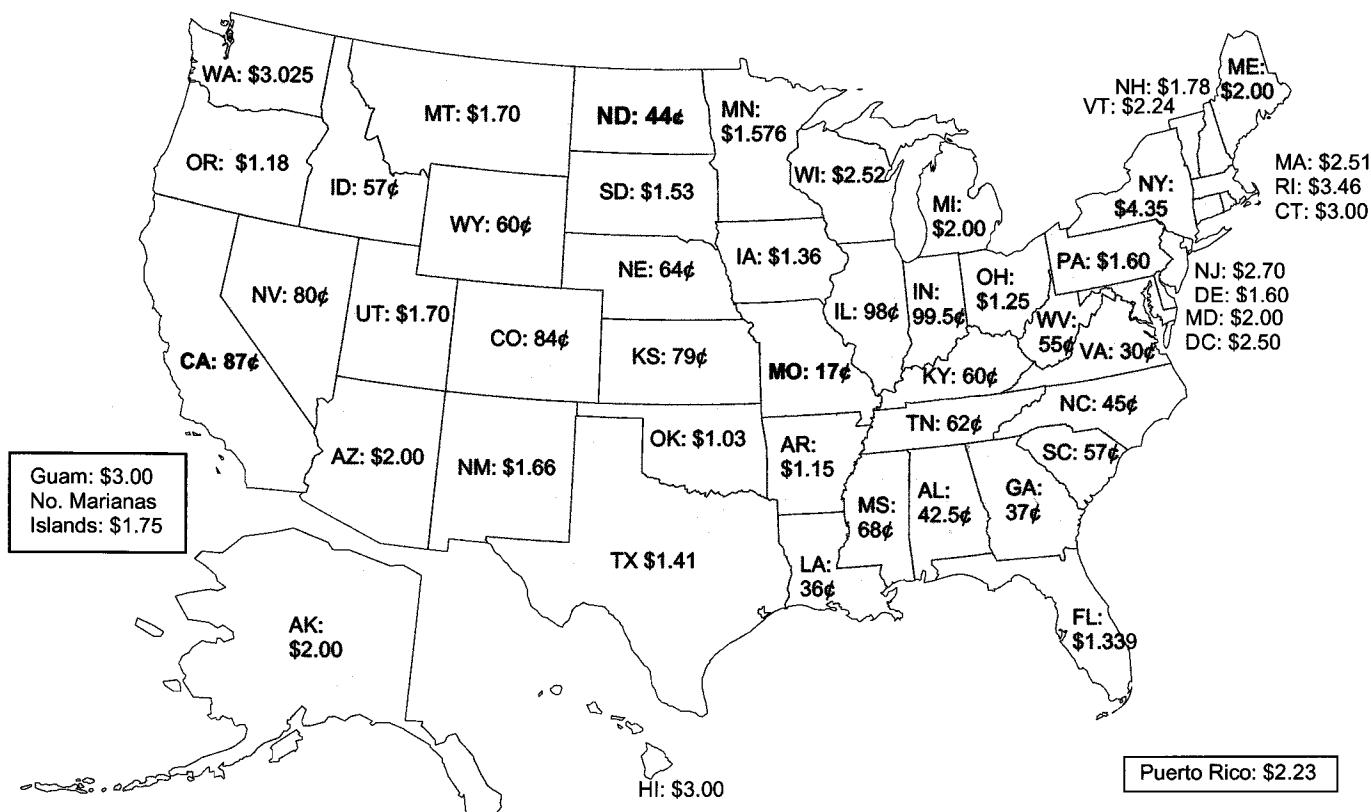 WA: $3.025
MT: $1.70
ND: 44¢
MN:
$1.576
NH: $1.78
VT: $2.24
ME:
$2.00
OR: $1.18
ID: 57¢
WY: 60¢
SD: $1.53
WI: $2.52
MI:
$2.00
NY:
$4.35
MA: $2.51
RI: $3.46
CT: $3.00
NV: 80¢
UT: $1.70
CO: 84¢
NE: 64¢
IA: $1.36
IL: 98¢
IN:
99.5¢
OH:
$1.25
PA: $1.60
NJ: $2.70
DE: $1.60
MD: $2.00
DC: $2.50
CA: 87¢
KS: 79¢
MO: 17¢
KY: 60¢
WV:
55¢
VA: 30¢
AZ: $2.00
NM: $1.66
OK: $1.03
AR:
$1.15
TN: 62¢
NC: 45¢
SC: 57¢
Guam: $3.00
No. Marianas
Islands: $1.75
TX $1.41
LA:
36¢
MS:
68¢
AL:
42.5¢
GA:
37¢
FL:
$1.339
AK:
$2.00
HI: $3.00
Puerto Rico: $2.23